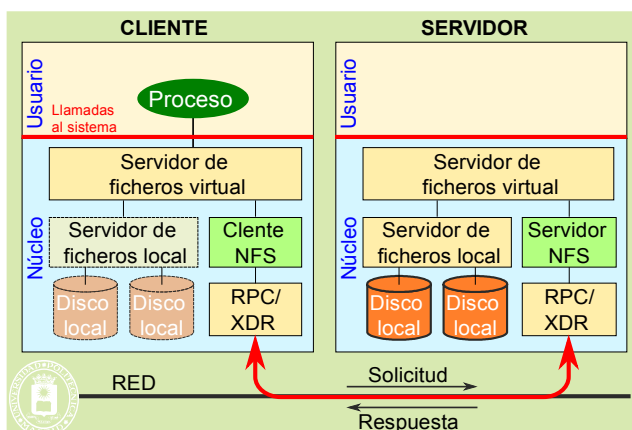 CLIENTE
SERVIDOR
Usuario
Proceso
Llamadas
al sistema
Usuario
Núcleo
Servidor de
ficheros virtual
Servidor de
ficheros local
Clente
NFS
Disco
local
Disco
local
RPC/
XDR
Núcleo
Servidor de
ficheros virtual
Servidor de
ficheros local
Servidor
NFS
Disco
local
Disco
local
RPC/
XDR
RED
Solicitud
Respuesta